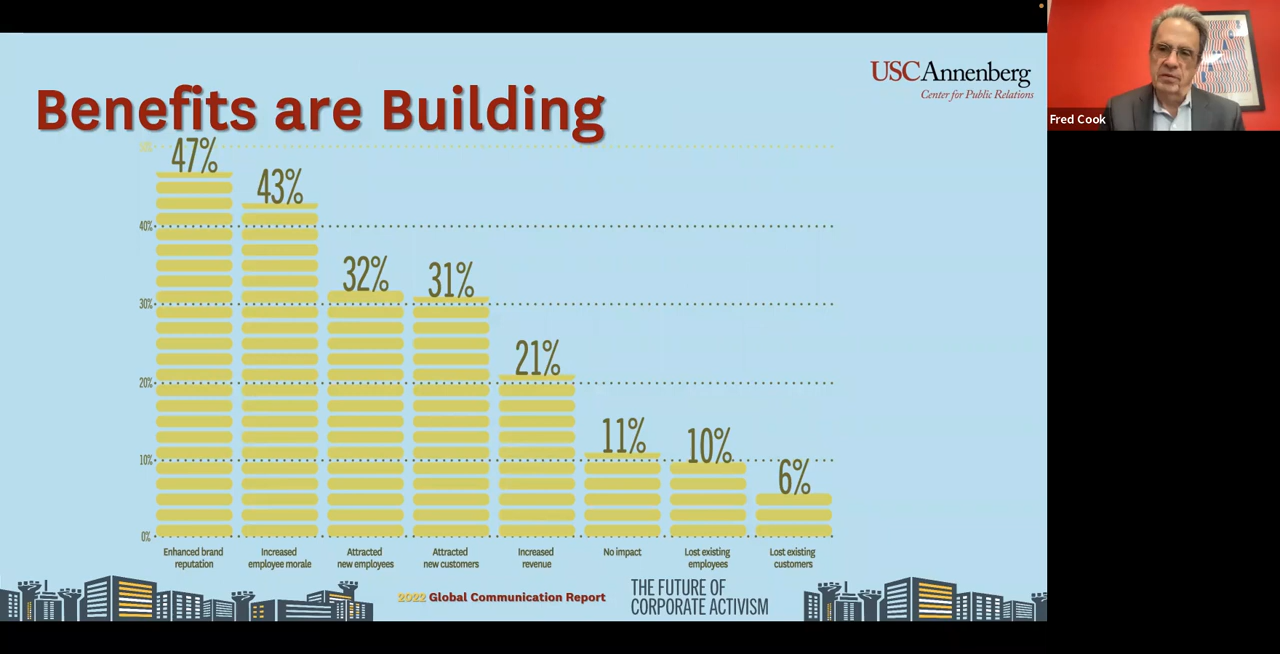 USC Annenberg
Center for Public Relations
Fred Cook
Benefits are Building
50%
47%
43%
40%
32%
31%
30%
21%
20%
11%
10%
10%
6%
0%
Enhanced brand
reputation
Increased
employee morale
Attracted
new employees
Attracted
new customers
Increased
revenue
No impact
Lost existing
employees
Lost existing
customers
2022 Global Communication Report
THE FUTURE OF
CORPORATE ACTIVISM